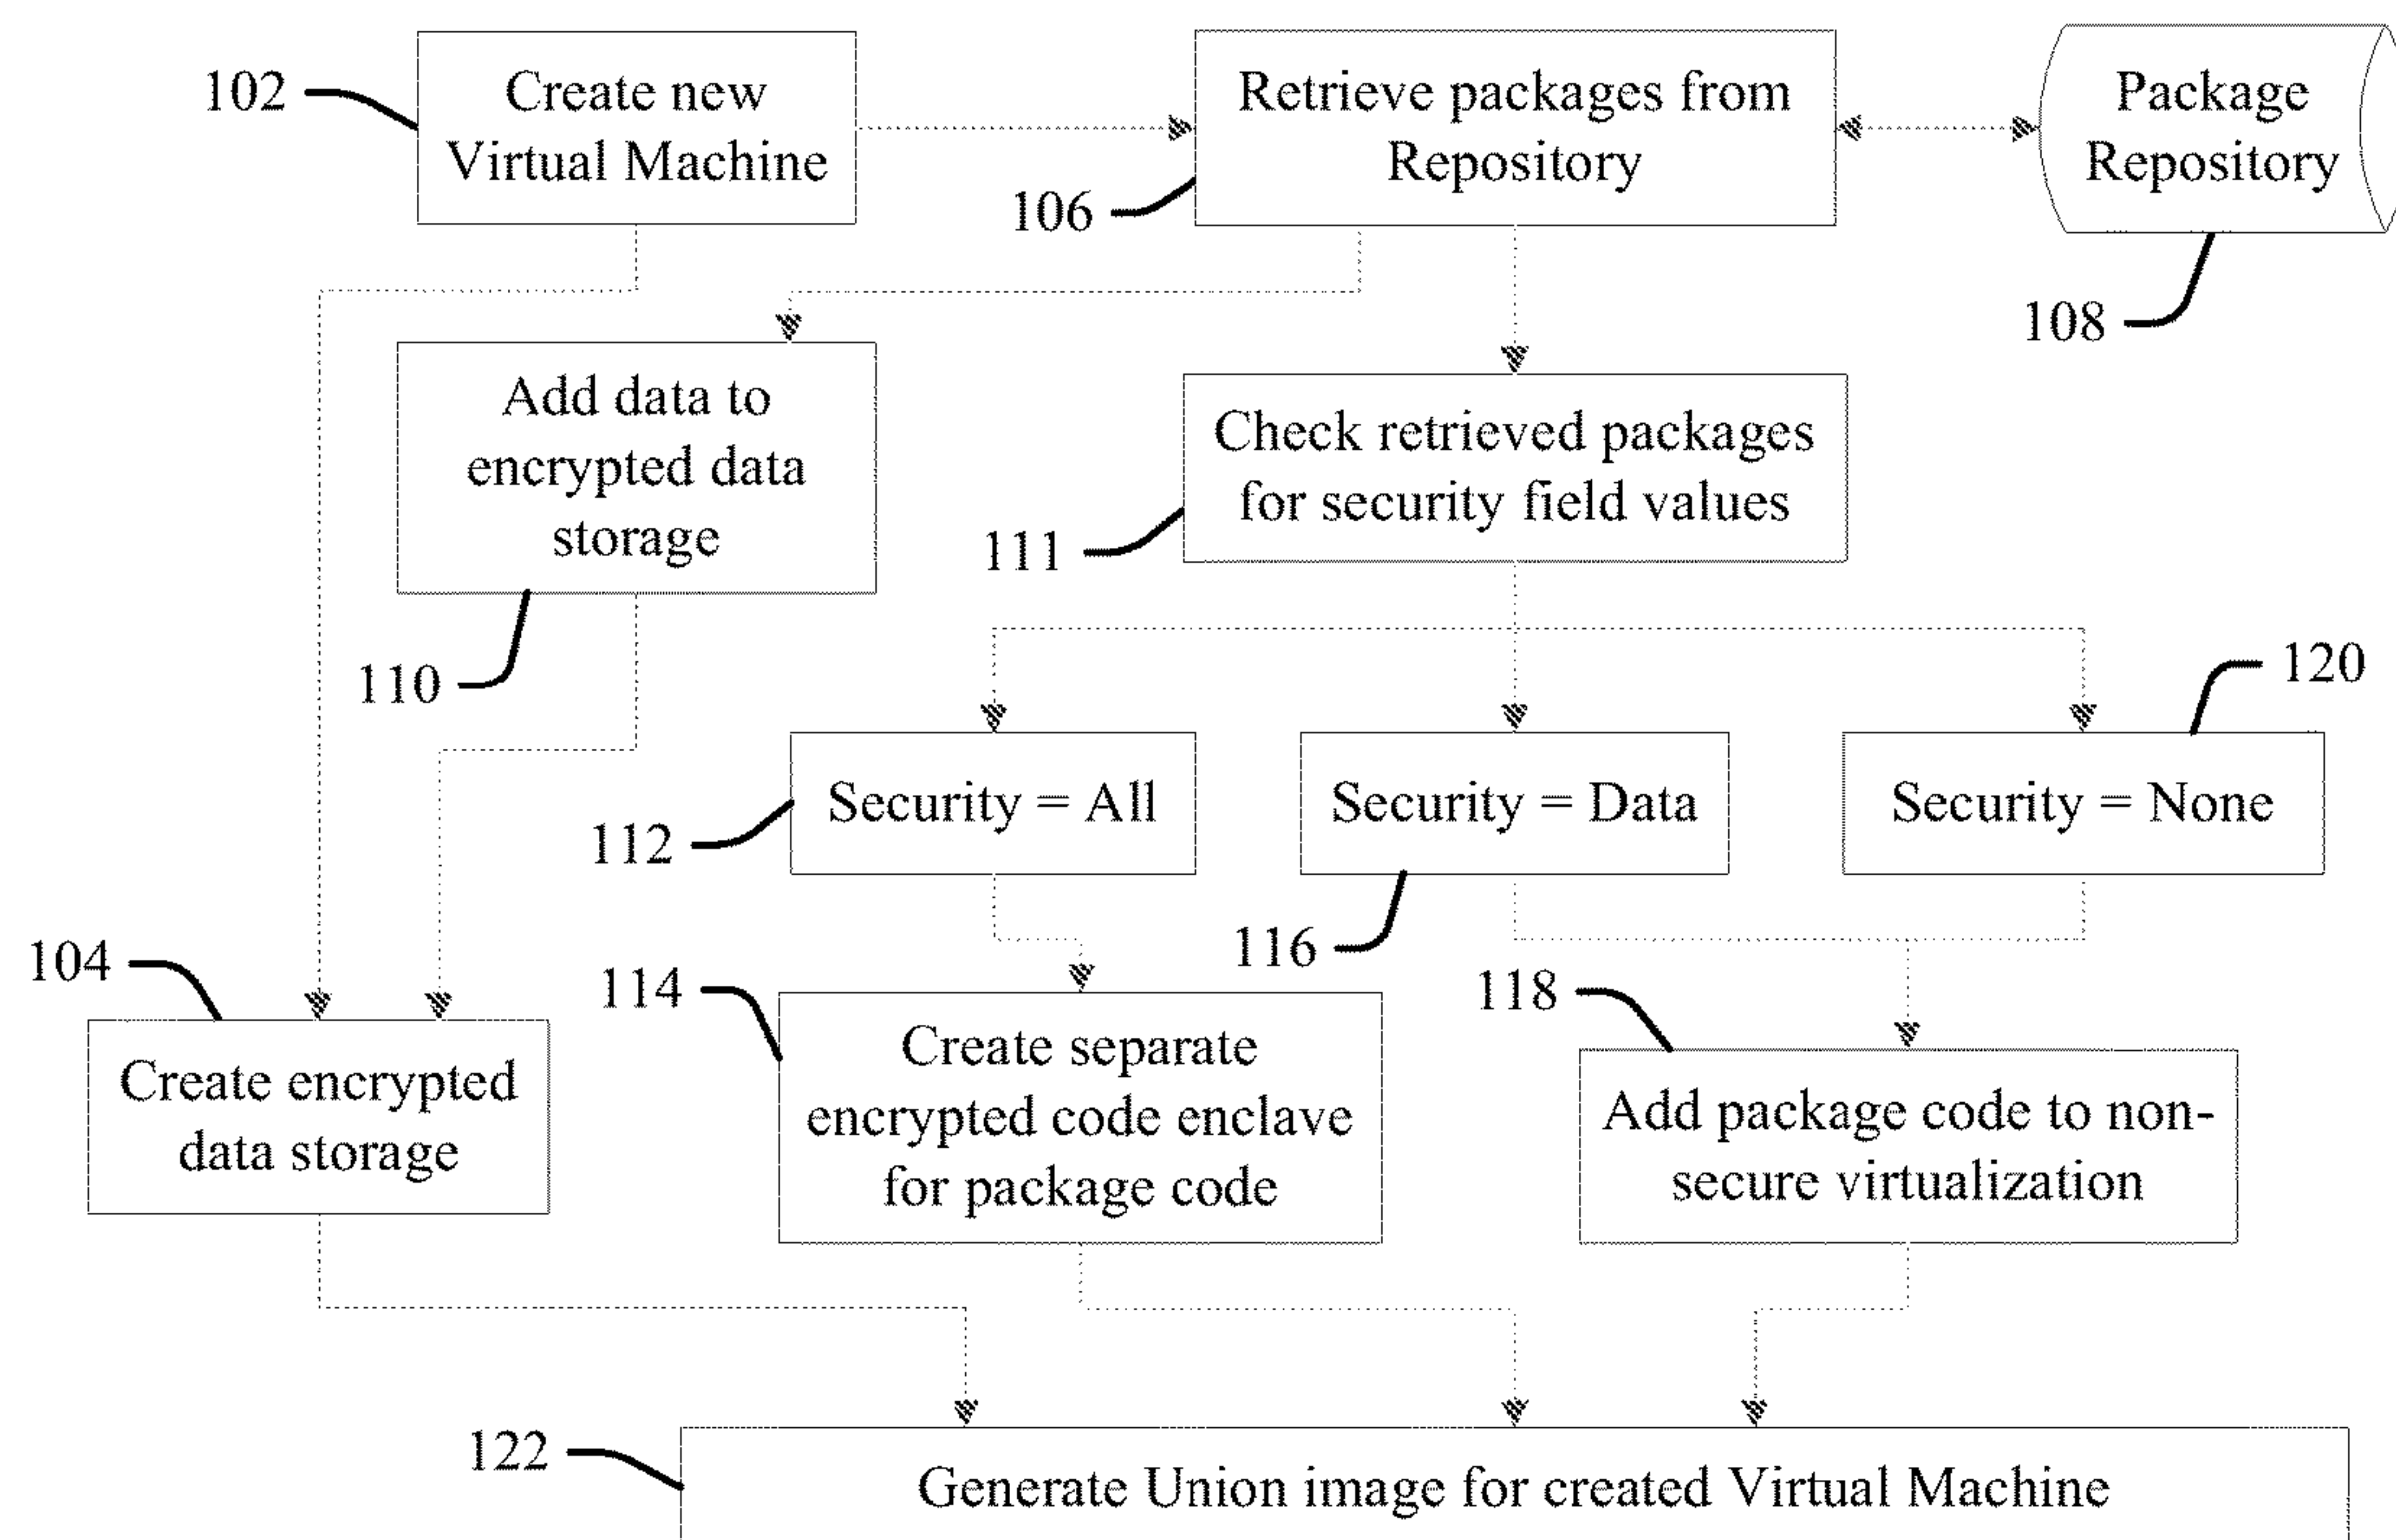 102
Create new
Virtual Machine
Retrieve packages from
Repository
106
Package
Repository
108
Add data to
encrypted data
storage
110
Check retrieved packages
for security field values
111
120
Security = All
112
Security = Data
116
Security = None
104
Create encrypted
data storage
114
Create separate
encrypted code enclave
for package code
118
Add package code to non-
secure virtualization
122
Generate Union image for created Virtual Machine